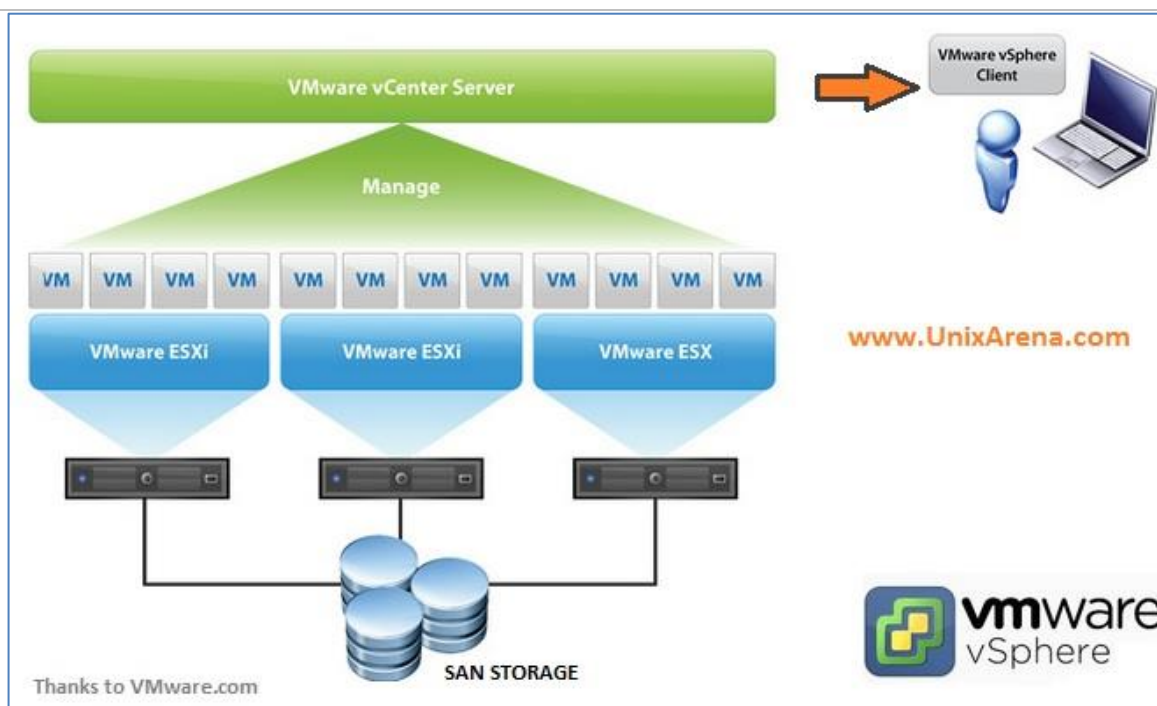 VMware vCenter Server
VMware vSphere
Client
Manage
VM VM VM VM VM VM VM VM VM VM VM VM
VMware ESXi VMware ESXi VMware ESX
www.UnixArena.com
SAN STORAGE
vmware
vSphere
Thanks to VMware.com